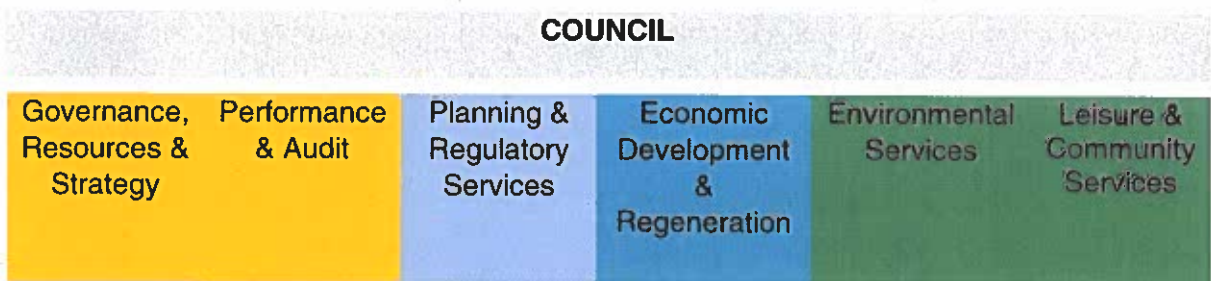 COUNCIL
Governance,
Resources &
Strategy
Performance
& Audit
Planning &
Regulatory
Services
Economic
Development
&
Regeneration
Environmental
Services
Leisure &
Community
Services